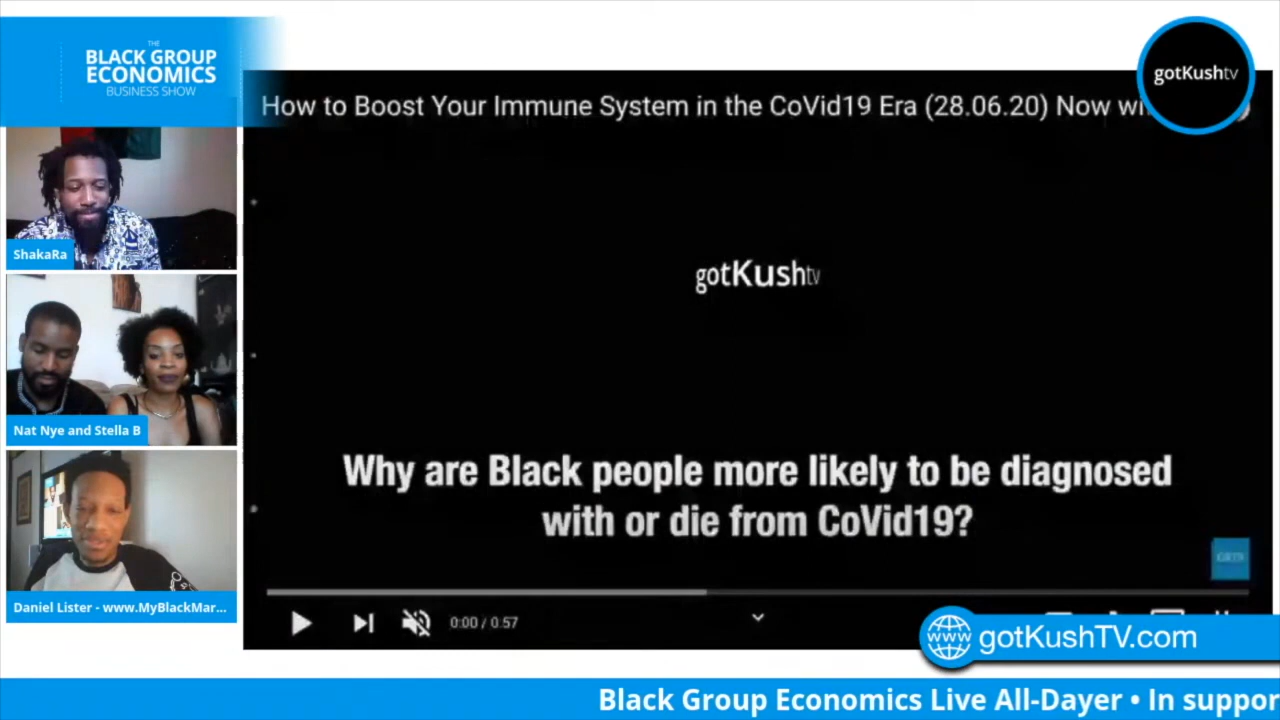 THE
BLACK GROUP
ECONOMICS
BUSINESS SHOW
gotKushtv
How to Boost Your Immune System in the CoVid19 Era (28.06.20) Now
gotKushtv
ShakaRa
Nat Nye and Stella B
Why are Black people more likely to be diagnosed
with or die from CoVid19?
Daniel Lister - www.MyBlackMar...
0:00 / 0:57
gotKushTV.com
Black Group Economics Live All-Dayer • In suppor